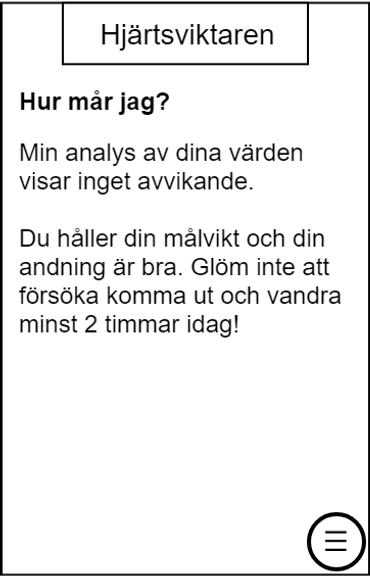 Hjärtsviktaren
Hur mår jag?
Min analys av dina värden
visar inget avvikande.
Du håller din målvikt och din
andning är bra. Glöm inte att
försöka komma ut och vandra
minst 2 timmar idag!